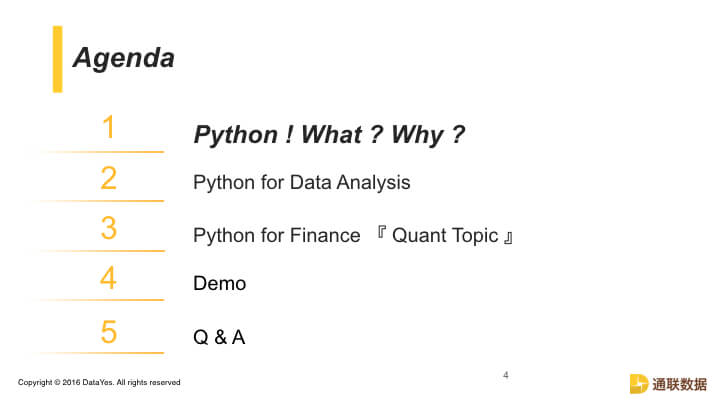 Agenda
1 Python ! What ? Why ?
2 Python for Data Analysis
3 Python for Finance 『 Quant Topic 』
4 Demo
5 Q & A
Copyright © 2016 DataYes. All rights reserved
4
通联数据